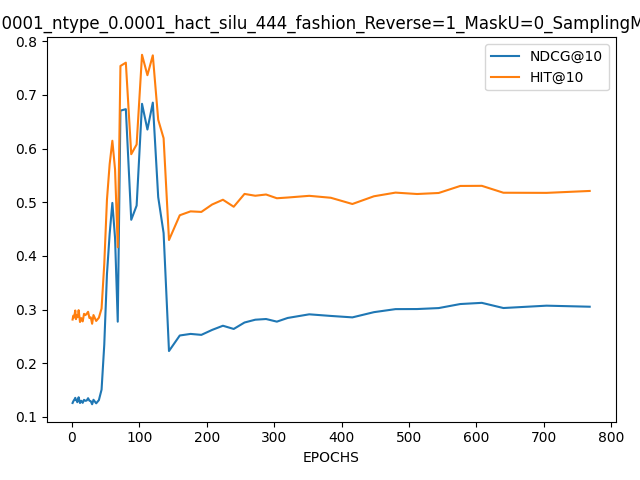 0001_ntype_0.0001_hact_silu_444_fashion_Reverse=1_MaskU=0_SamplingM
NDCG@10
HIT@10
0.8
0.7
0.6
0.5
0.4
0.3
0.2
0.1
0 100 200 300 400 500 600 700 800
EPOCHS